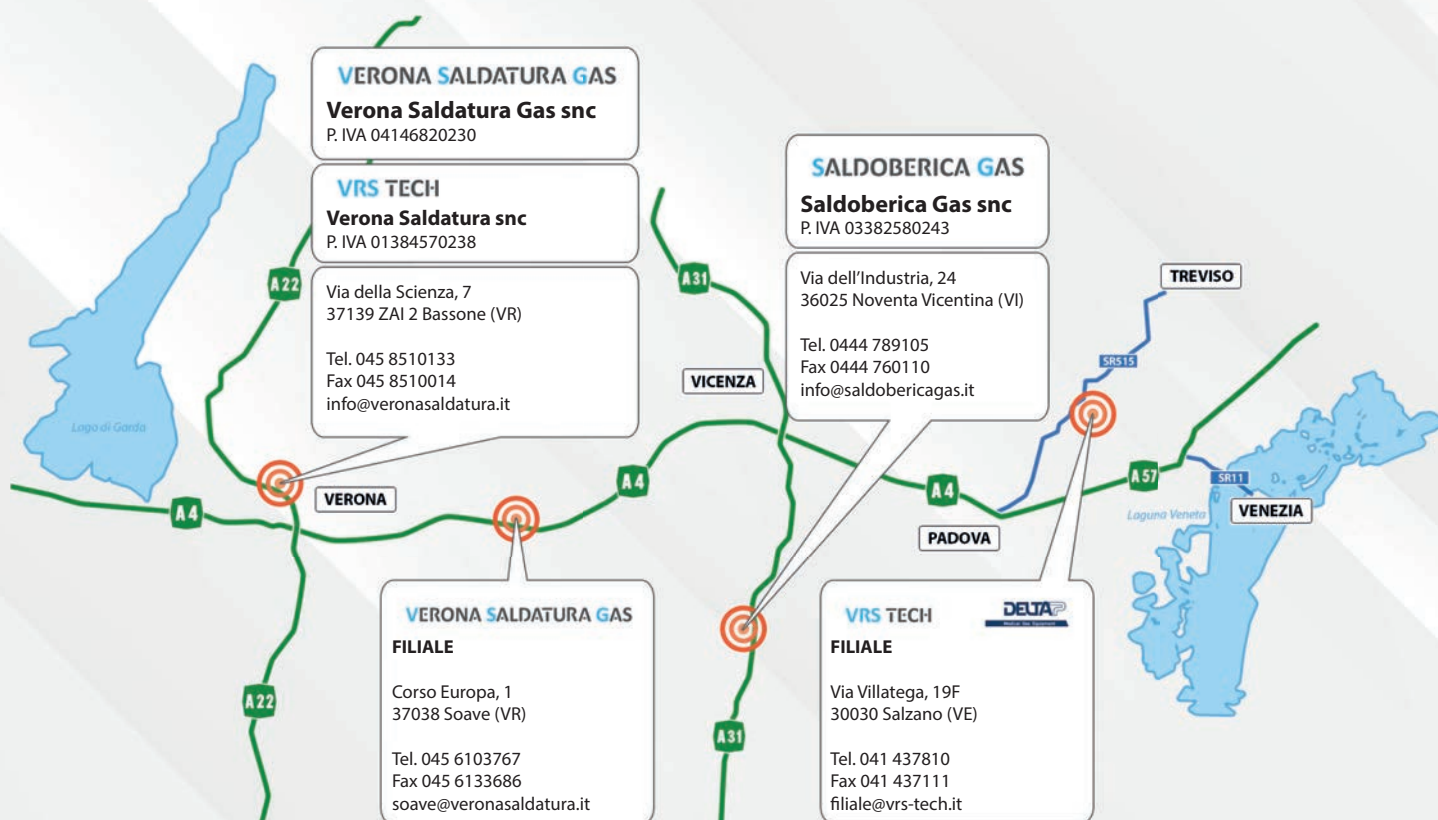 VERONA SALDATURA GAS
Verona Saldatura Gas snc
P. IVA 04146820230
VRS TECH
Verona Saldatura snc
P. IVA 01384570238
Via della Scienza, 7
37139 ZAI 2 Bassone (VR)
Tel. 045 8510133
Fax 045 8510014
info@veronasaldatura.it
SALDOBERICA GAS
Saldoberica Gas snc
P. IVA 03382580243
Via dell'Industria, 24
36025 Noventa Vicentina (VI)
Tel. 0444 789105
Fax 0444 760110
info@saldobericagas.it
A22
A31
TREVISO
SR515
VICENZA
Lago di Garda
VERONA
A4
A4
A4
A57
SR11
VENEZIA
Laguna Veneta
PADOVA
A22
A31
VERONA SALDATURA GAS
FILIALE
Corso Europa, 1
37038 Soave (VR)
Tel. 045 6103767
Fax 045 6133686
soave@veronasaldatura.it
VRS TECH
DELTAP
Medical Gas Equipment
FILIALE
Via Villatega, 19F
30030 Salzano (VE)
Tel. 041 437810
Fax 041 437111
filiale@vrs-tech.it